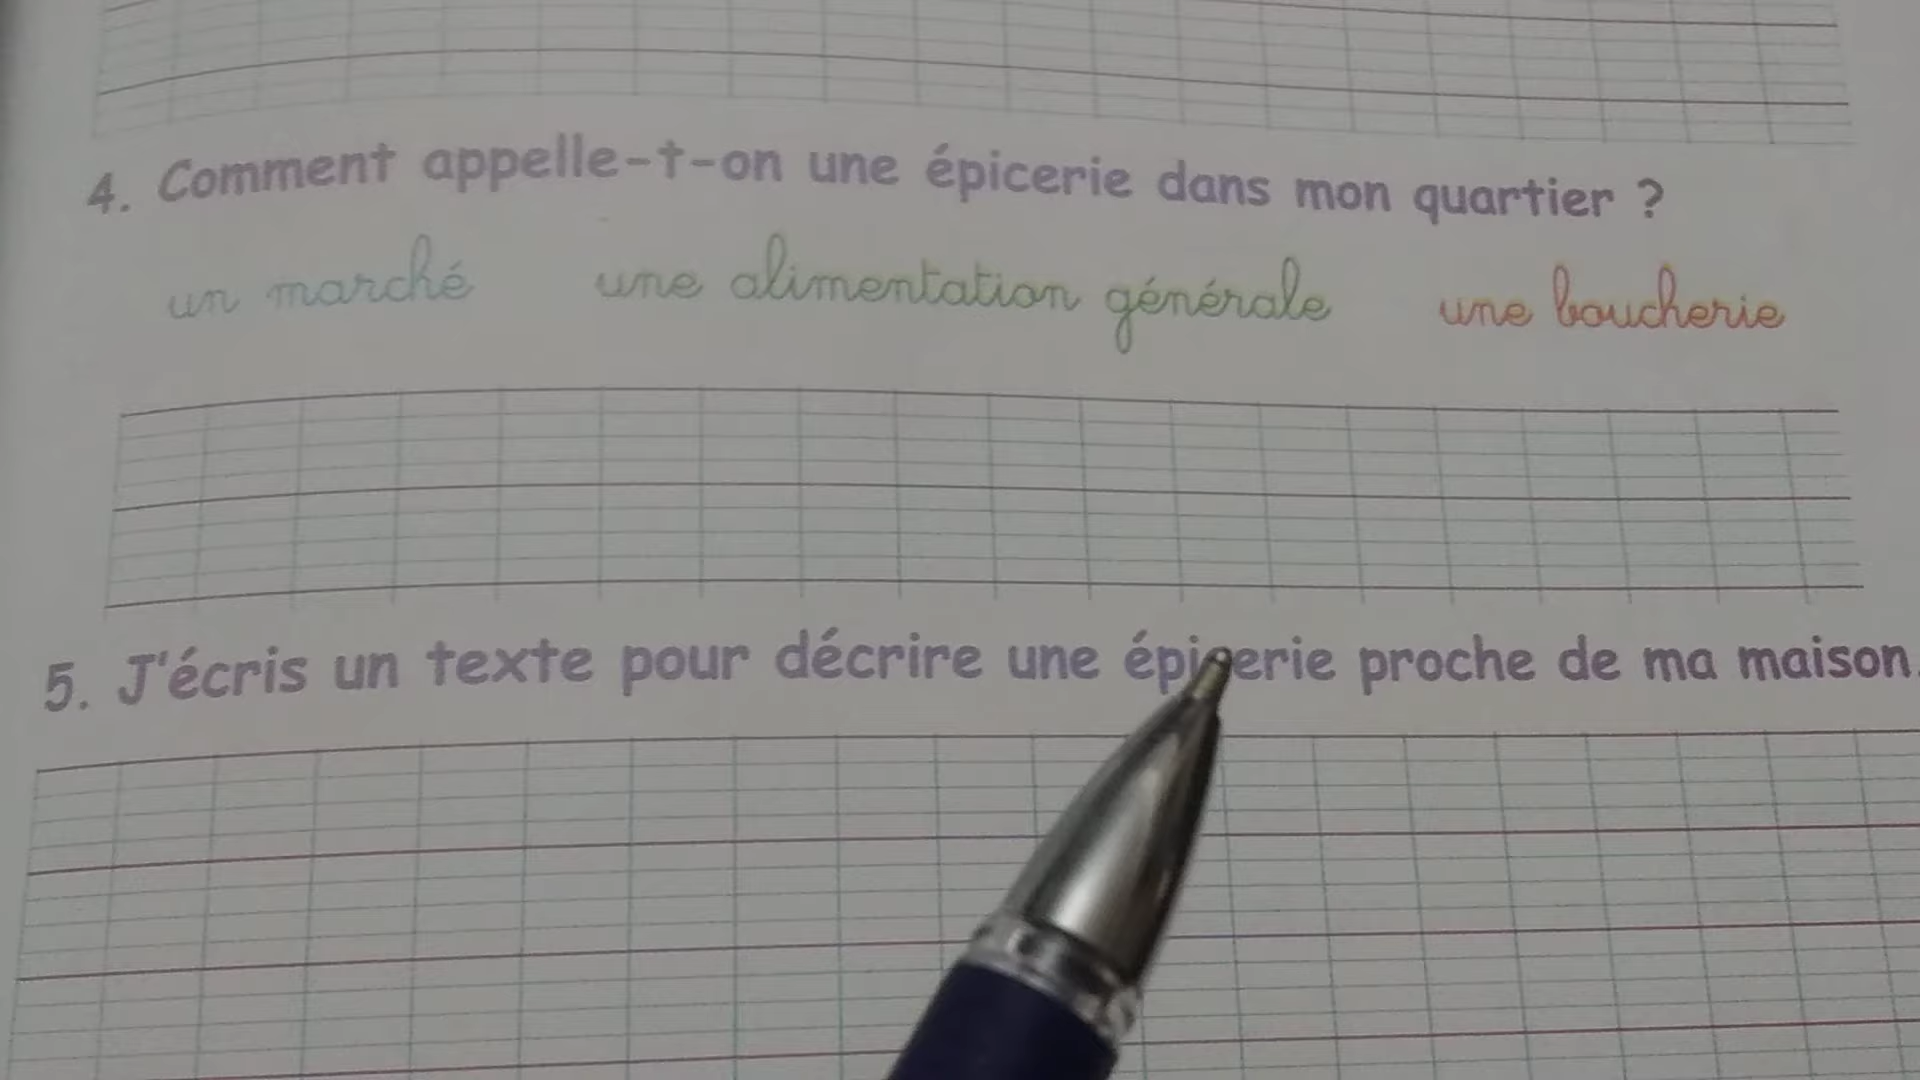 4. Comment appelle-t-on une épicerie dans mon quartier ?
un marché une alimentation générale une boucherie
5. J'écris un texte pour décrire une épicerie proche de ma maison.